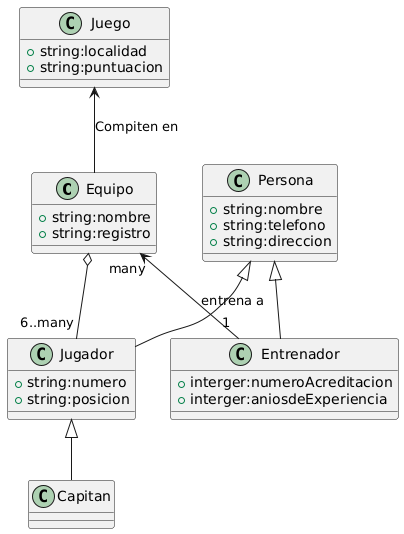 C Juego
string:localidad
string:puntuacion
Compiten en
C Equipo
string:nombre
string:registro
C Persona
string:nombre
string:telefono
string:direccion
many
entrena a
6..many
1
C Jugador
string:numero
string:posicion
C Entrenador
interger:numeroAcreditacion
interger:aniosdeExperiencia
C Capitan